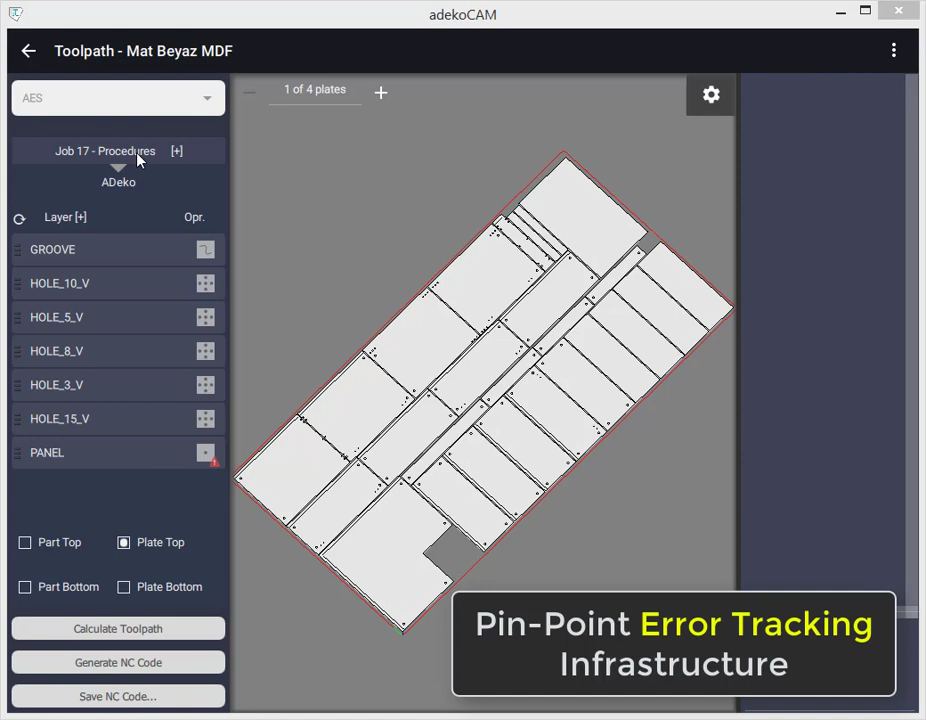 adekoCAM
Toolpath - Mat Beyaz MDF
AES
1 of 4 plates
Job 17 - Procedures [+]
ADeko
Layer [+] Opr.
GROOVE
HOLE_10_V
HOLE_5_V
HOLE_8_V
HOLE_3_V
HOLE_15_V
PANEL
Part Top Plate Top
Part Bottom Plate Bottom
Calculate Toolpath
Generate NC Code
Save NC Code...
Pin-Point Error Tracking
Infrastructure